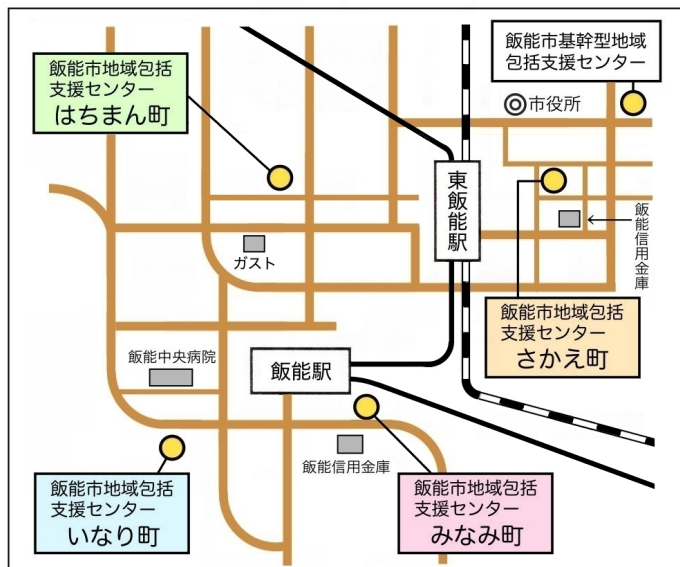 飯能市地域包括
支援センター
はちまん町
飯能市基幹型地域
包括支援センター
市役所
東飯能駅
飯能信用金庫
ガスト
飯能市地域包括
支援センター
さかえ町
飯能中央病院
飯能駅
飯能信用金庫
飯能市地域包括
支援センター
いなり町
飯能市地域包括
支援センター
みなみ町